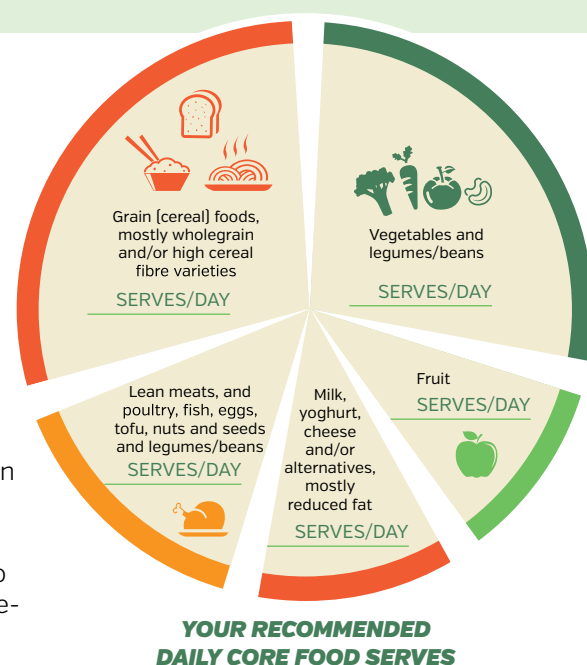 Grain (cereal) foods,
mostly wholegrain
and/or high cereal
fibre varieties
SERVES/DAY
Vegetables and
legumes/beans
SERVES/DAY
Lean meats, and
poultry, fish, eggs,
tofu, nuts and seeds
and legumes/beans
SERVES/DAY
Milk,
yoghurt,
cheese
and/or
alternatives,
mostly
reduced fat
SERVES/DAY
Fruit
SERVES/DAY
YOUR RECOMMENDED
DAILY CORE FOOD SERVES